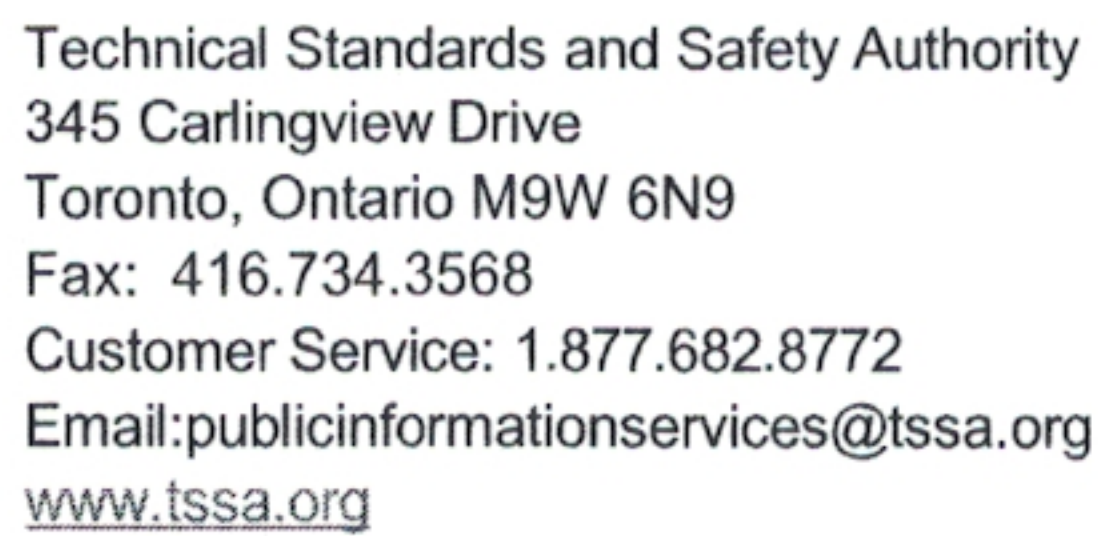 Technical Standards and Safety Authority
345 Carlingview Drive
Toronto, Ontario M9W 6N9
Fax:  416.734.3568
Customer Service: 1.877.682.8772
Email:publicinformationservices@tssa.org
www.tssa.org